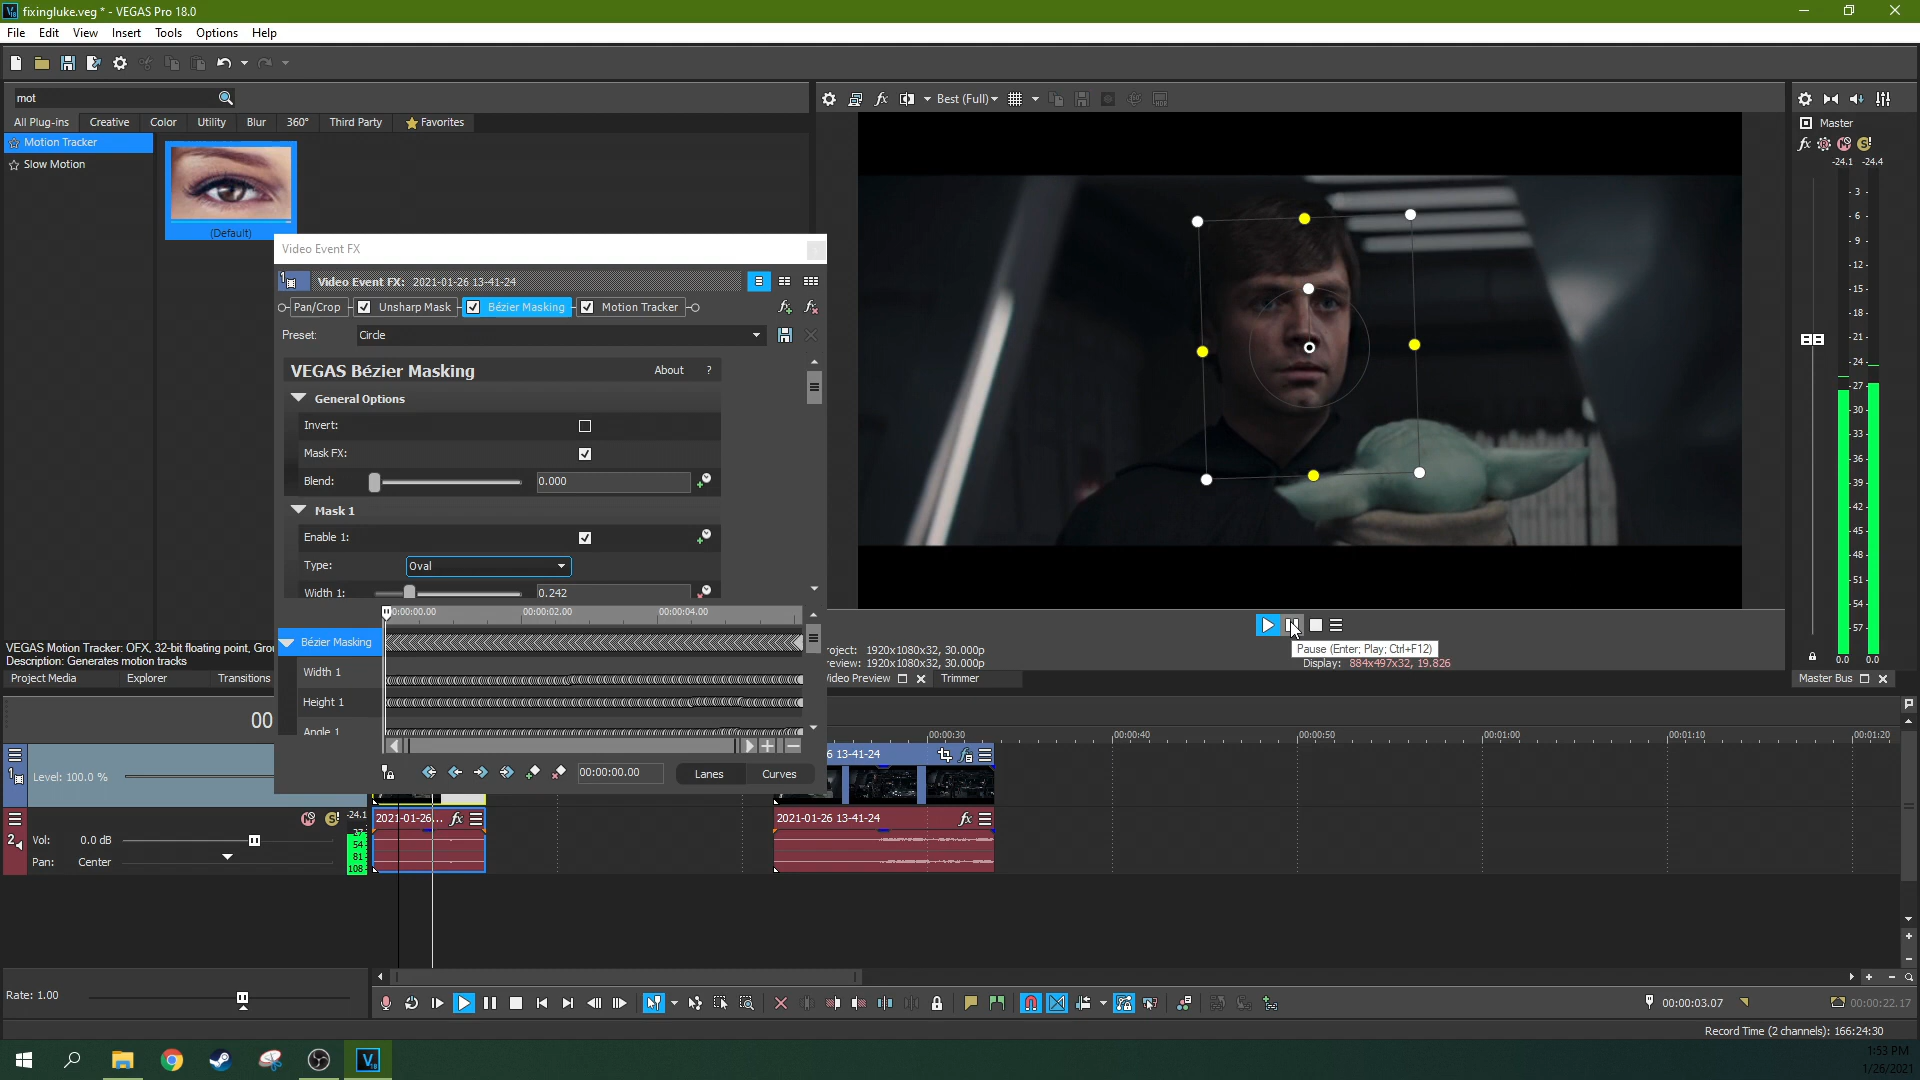 fixingluke.veg * - VEGAS Pro 18.0
File Edit View Insert Tools Options Help
mot
All Plug-ins Creative Color Utility Blur 360° Third Party Favorites
Motion Tracker
Slow Motion
(Default)
Best (Full)
Master
-24.1 -24.4
Video Event FX
Video Event FX: 2021-01-26 13-41-24
Pan/Crop Unsharp Mask Bézier Masking Motion Tracker
Preset: Circle
VEGAS Bézier Masking About ?
General Options
Invert:
Mask FX:
Blend: 0.000
Mask 1
Enable 1:
Type: Oval
Width 1: 0.242
0:00:00.00 00:00:02.00 00:00:04.00
Bézier Masking
Width 1
Height 1
Angle 1
00:00:00.00 Lanes Curves
- 3 -
- 6 -
- 9 -
- 12 -
- 15 -
- 18 -
- 21 -
- 24 -
- 27 -
- 30 -
- 33 -
- 36 -
- 39 -
- 42 -
- 45 -
- 48 -
- 51 -
- 54 -
- 57 -
0.0 0.0
VEGAS Motion Tracker: OFX, 32-bit floating point, Grou
Description: Generates motion tracks
Project Media Explorer Transitions
Pause (Enter; Play; Ctrl+F12)
roject: 1920x1080x32, 30.000p
review: 1920x1080x32, 30.000p
Display: 884x497x32, 19.826
ideo Preview Trimmer
Master Bus
00
00:00:30 00:00:40 00:00:50 00:01:00 00:01:10 00:01:20
1
Level: 100.0 %
6 13-41-24
2
-24.1
Vol: 0.0 dB
Pan: Center
54
81
108
2021-01-26...
2021-01-26 13-41-24
Rate: 1.00
00:00:03.07
00:00:22.17
Record Time (2 channels): 166:24:30
1:53 PM
1/26/2021